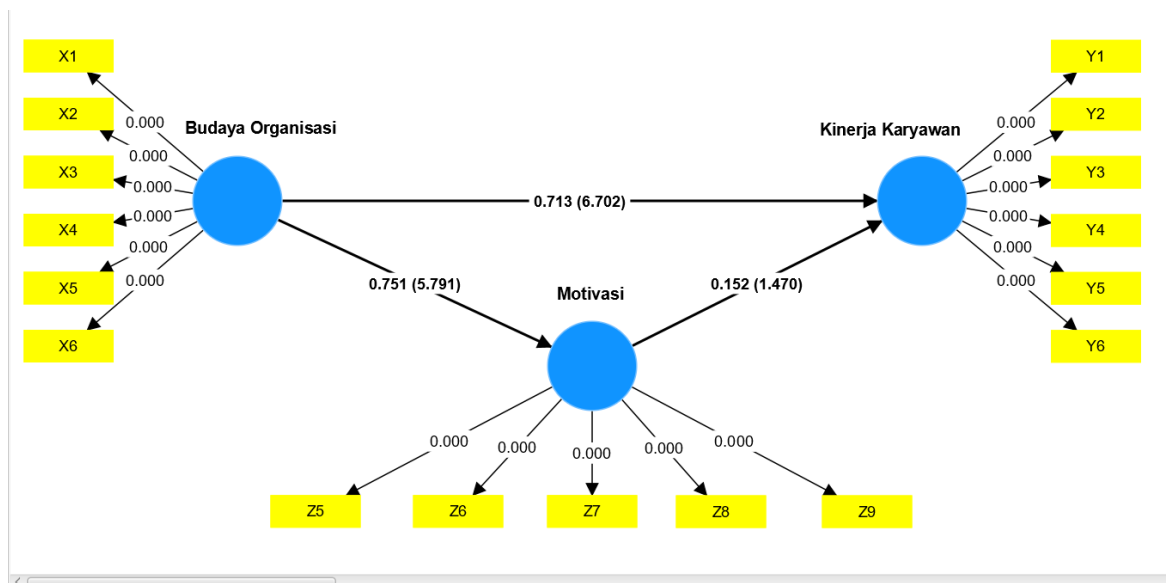 X1
X2
X3
X4
X5
X6
0.000
0.000
0.000
0.000
0.000
0.000
Budaya Organisasi
0.713 (6.702)
0.751 (5.791)
Motivasi
0.152 (1.470)
Kinerja Karyawan
0.000
0.000
0.000
0.000
0.000
0.000
Y1
Y2
Y3
Y4
Y5
Y6
0.000
0.000
0.000
0.000
0.000
Z5
Z6
Z7
Z8
Z9